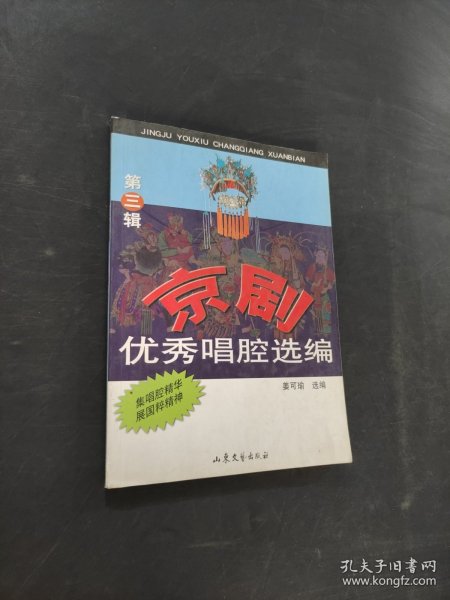 JINGJU YOUXIU CHANGQIANG XUANBIAN
第三辑
京剧
优秀唱腔选编
姜可瑜 选编
集唱腔精华
展国粹精神
山东文艺出版社
孔夫子旧书网
www.kongfz.com